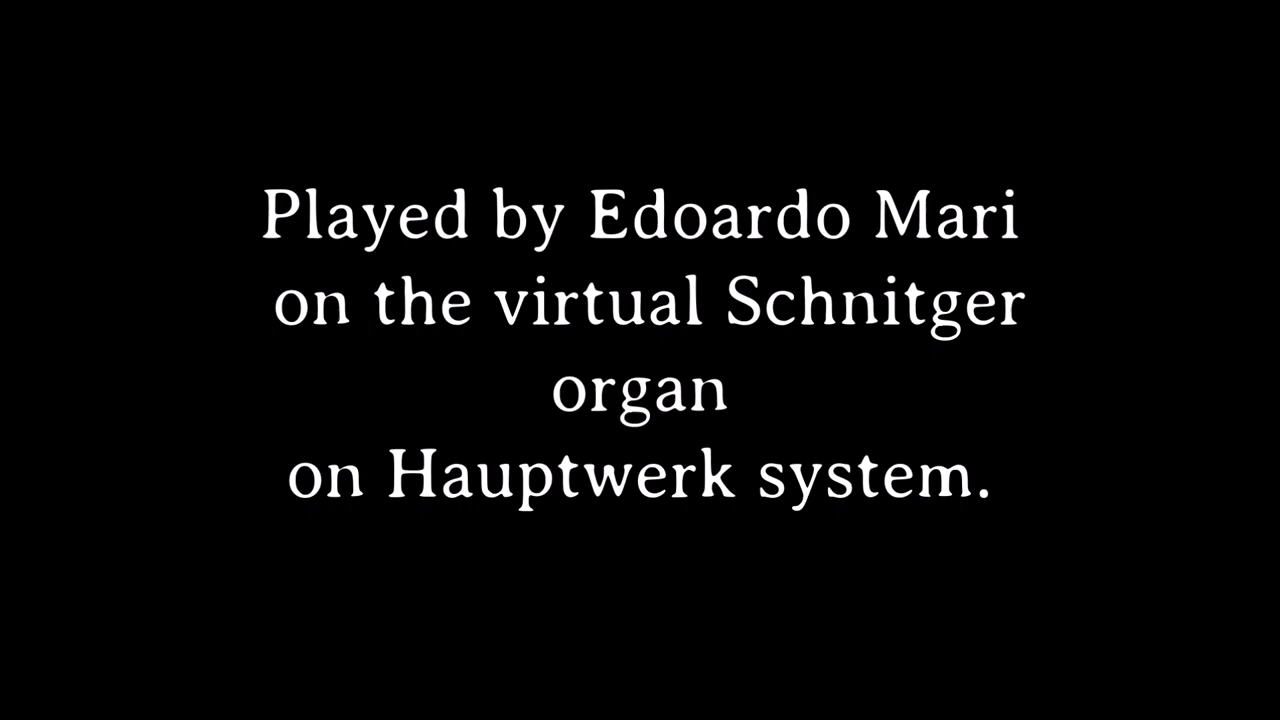 Played by Edoardo Mari
on the virtual Schnitger
organ
on Hauptwerk system.